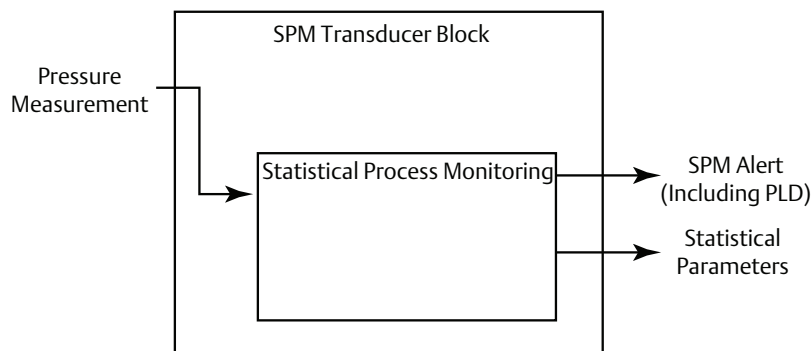 SPM Transducer Block
Pressure
Measurement
Statistical Process Monitoring
SPM Alert
(Including PLD)
Statistical
Parameters